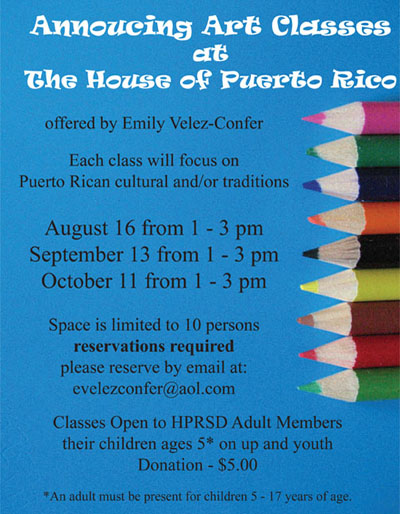 Annoucing Art Classes
at
The House of Puerto Rico
offered by Emily Velez-Confer
Each class will focus on
Puerto Rican cultural and/or traditions
August 16 from 1 - 3 pm
September 13 from 1 - 3 pm
October 11 from 1 - 3 pm
Space is limited to 10 persons
reservations required
please reserve by email at:
evelezconfer@aol.com
Classes Open to HPRSD Adult Members
their children ages 5* on up and youth
Donation - $5.00
*An adult must be present for children 5 - 17 years of age.